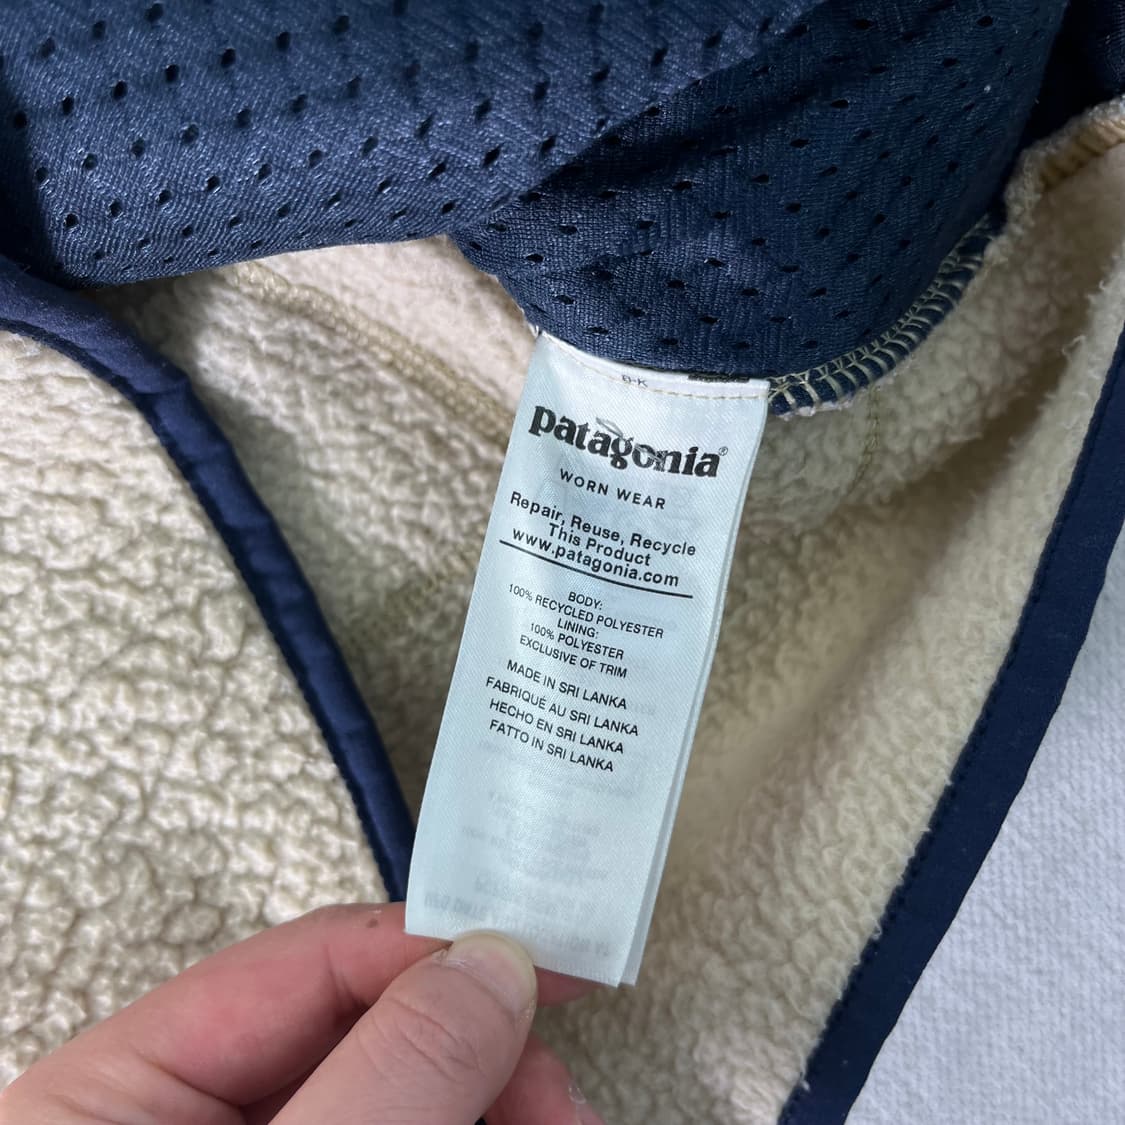 patagonia®
WORN WEAR
Repair, Reuse, Recycle
This Product
www.patagonia.com
BODY:
100% RECYCLED POLYESTER
LINING:
100% POLYESTER
EXCLUSIVE OF TRIM
MADE IN SRI LANKA
FABRIQUÉ AU SRI LANKA
HECHO EN SRI LANKA
FATTO IN SRI LANKA